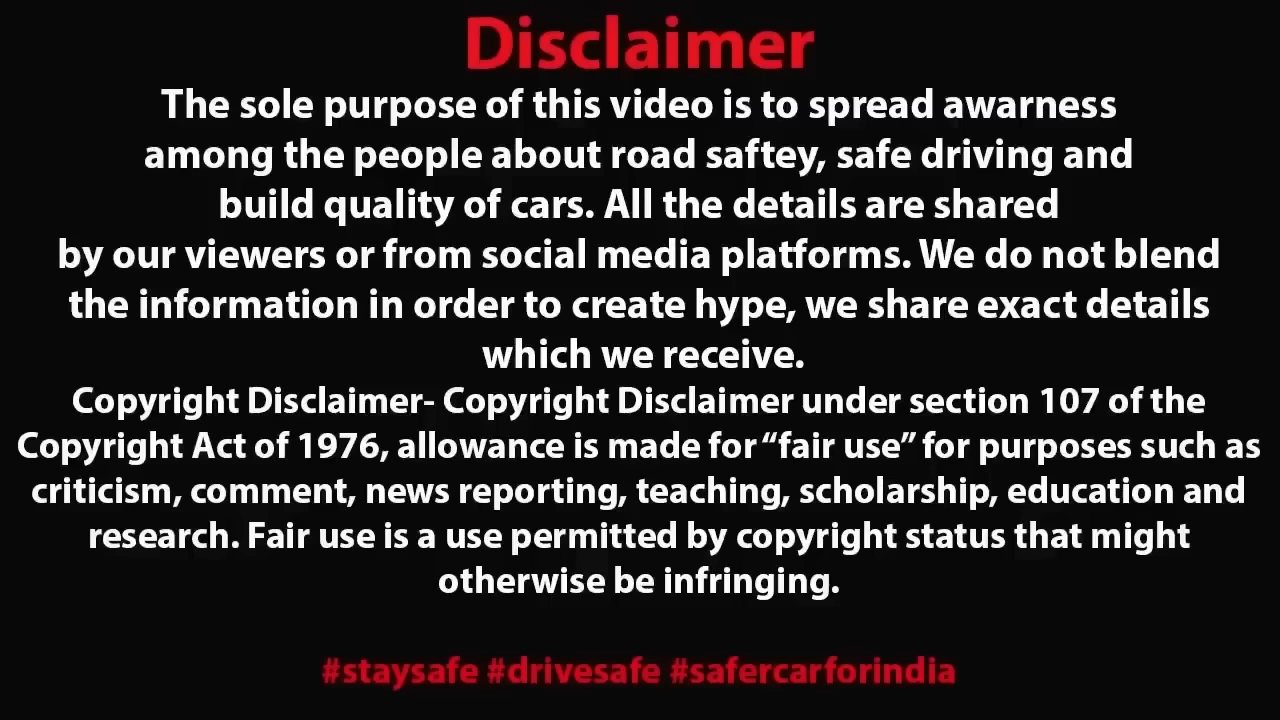 Disclaimer
The sole purpose of this video is to spread awarness
among the people about road saftey, safe driving and
build quality of cars. All the details are shared
by our viewers or from social media platforms. We do not blend
the information in order to create hype, we share exact details
which we receive.
Copyright Disclaimer- Copyright Disclaimer under section 107 of the
Copyright Act of 1976, allowance is made for “fair use” for purposes such as
criticism, comment, news reporting, teaching, scholarship, education and
research. Fair use is a use permitted by copyright status that might
otherwise be infringing.
#staysafe #drivesafe #safercarforindia